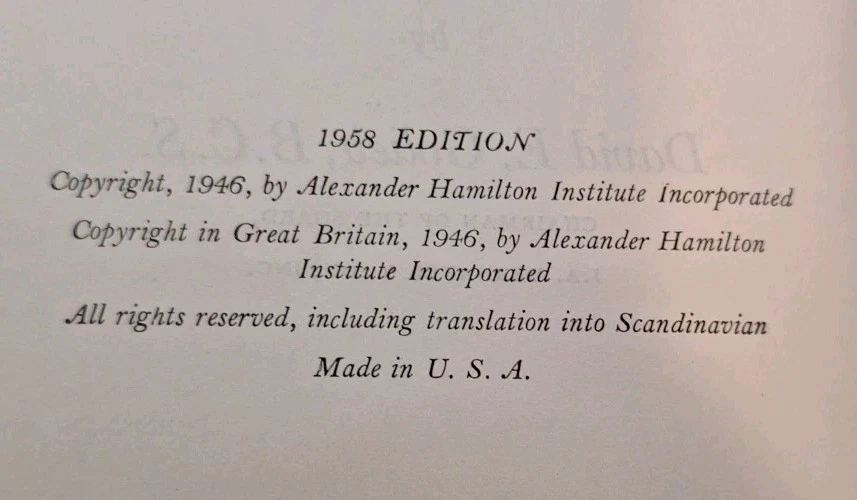 1958 EDITION
Copyright, 1946, by Alexander Hamilton Institute Incorporated
Copyright in Great Britain, 1946, by Alexander Hamilton
Institute Incorporated
All rights reserved, including translation into Scandinavian
Made in U. S. A.